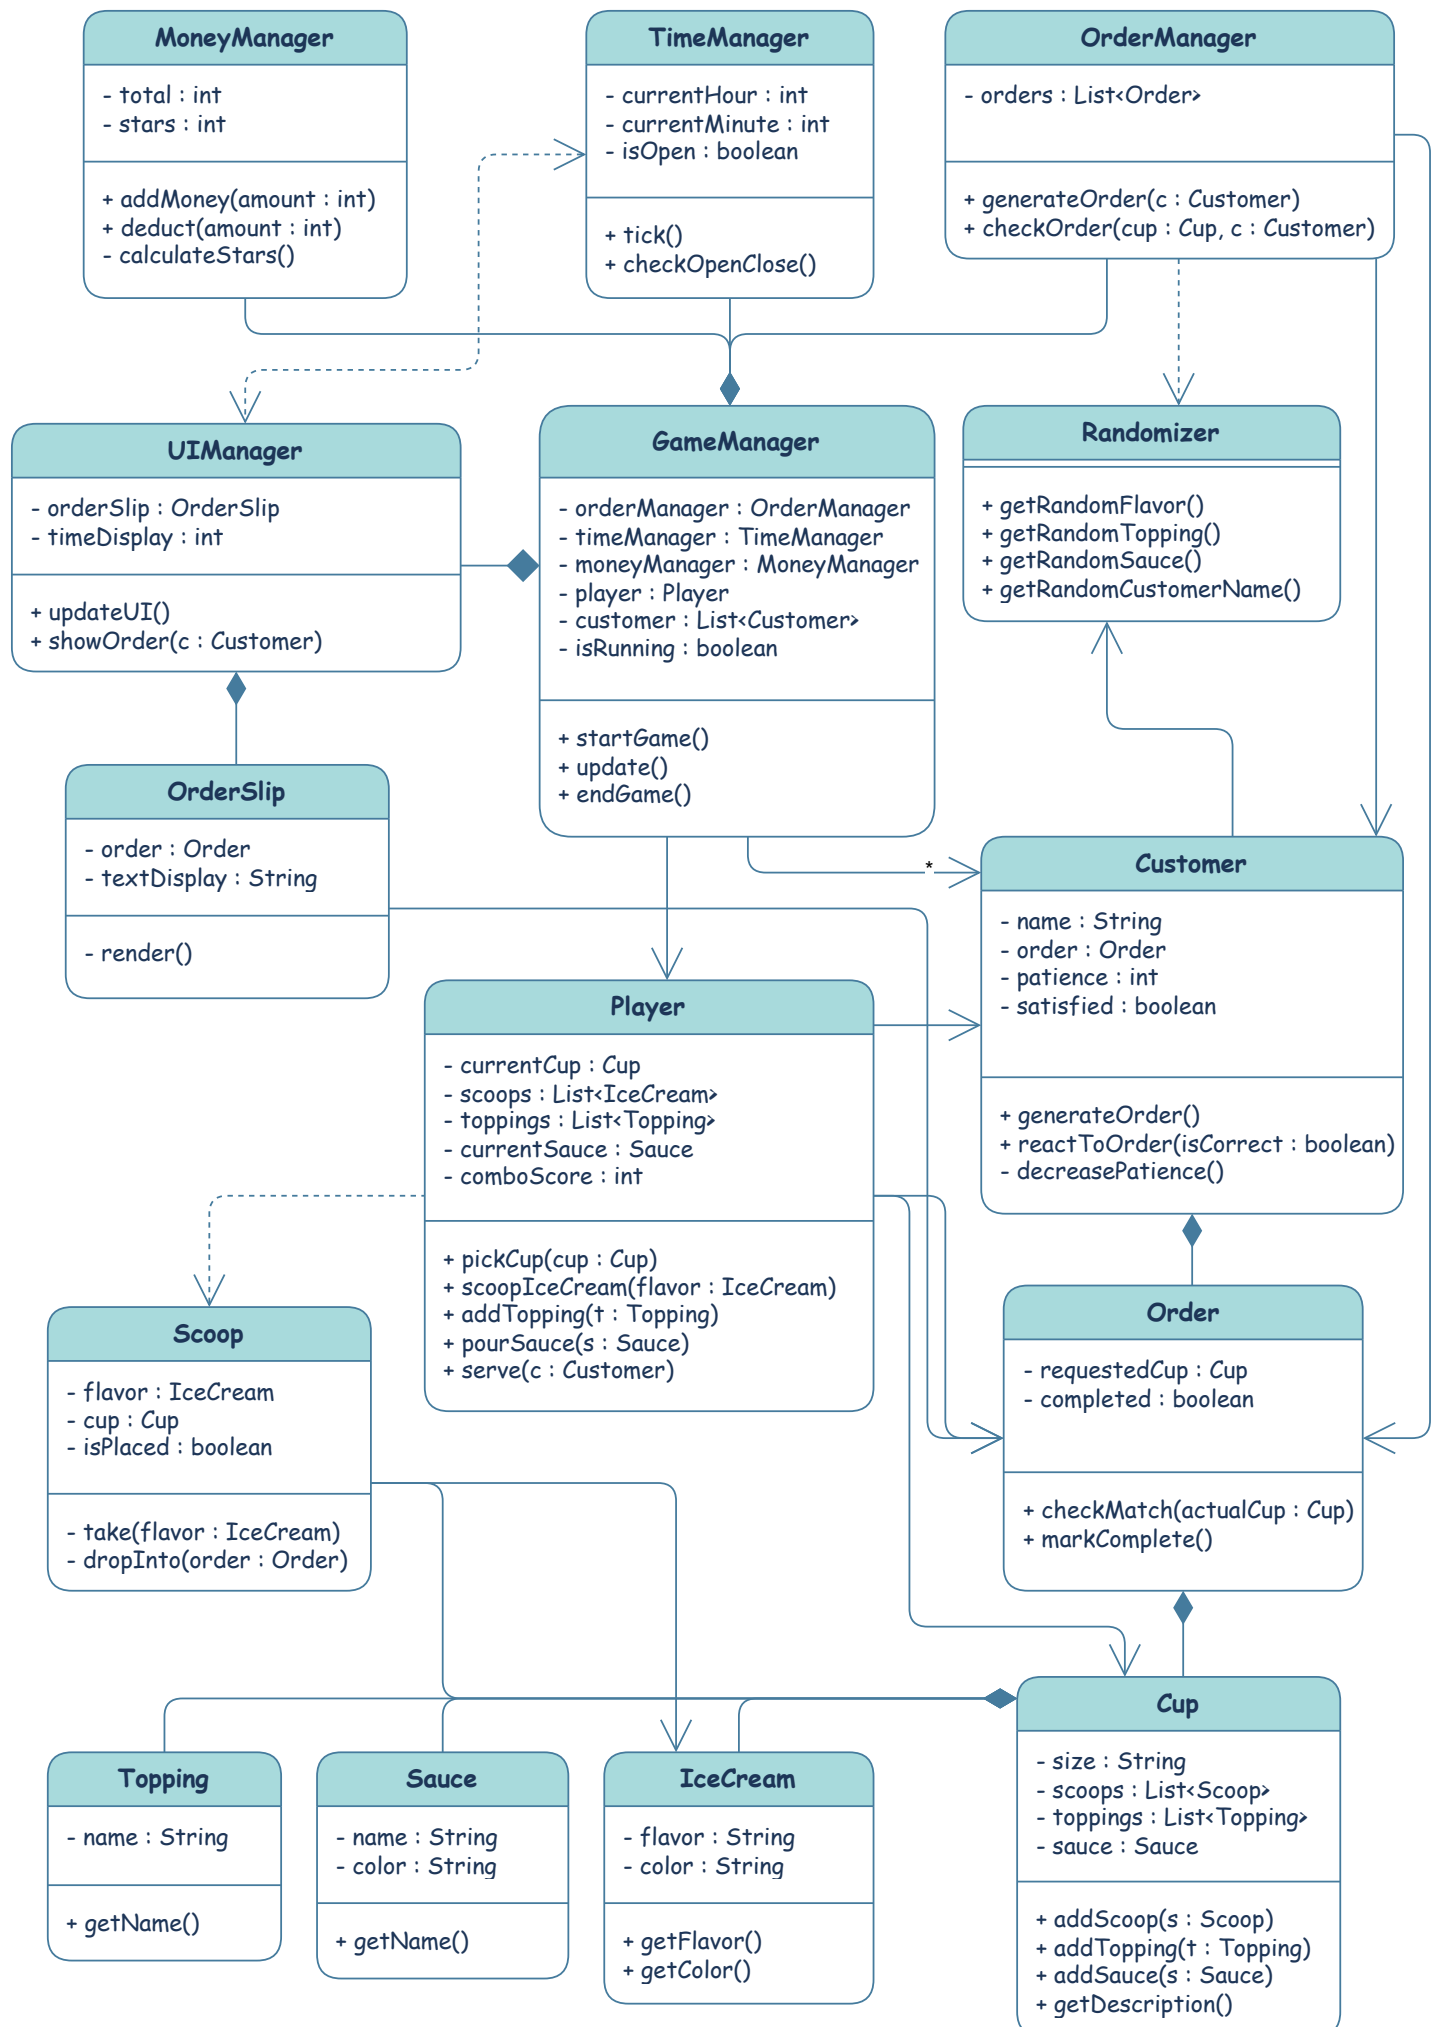 MoneyManager
- total : int
- stars : int
+ addMoney(amount : int)
+ deduct(amount : int)
- calculateStars()
TimeManager
- currentHour : int
- currentMinute : int
- isOpen : boolean
+ tick()
+ checkOpenClose()
OrderManager
- orders : List<Order>
+ generateOrder(c : Customer)
+ checkOrder(cup : Cup, c : Customer)
UIManager
- orderSlip : OrderSlip
- timeDisplay : int
+ updateUI()
+ showOrder(c : Customer)
GameManager
- orderManager : OrderManager
- timeManager : TimeManager
- moneyManager : MoneyManager
- player : Player
- customer : List<Customer>
- isRunning : boolean
+ startGame()
+ update()
+ endGame()
Randomizer
+ getRandomFlavor()
+ getRandomTopping()
+ getRandomSauce()
+ getRandomCustomerName()
OrderSlip
- order : Order
- textDisplay : String
- render()
*
Customer
- name : String
- order : Order
- patience : int
- satisfied : boolean
+ generateOrder()
+ reactToOrder(isCorrect : boolean)
- decreasePatience()
Player
- currentCup : Cup
- scoops : List<IceCream>
- toppings : List<Topping>
- currentSauce : Sauce
- comboScore : int
+ pickCup(cup : Cup)
+ scoopIceCream(flavor : IceCream)
+ addTopping(t : Topping)
+ pourSauce(s : Sauce)
+ serve(c : Customer)
Scoop
- flavor : IceCream
- cup : Cup
- isPlaced : boolean
- take(flavor : IceCream)
- dropInto(order : Order)
Order
- requestedCup : Cup
- completed : boolean
+ checkMatch(actualCup : Cup)
+ markComplete()
Topping
- name : String
+ getName()
Sauce
- name : String
- color : String
+ getName()
IceCream
- flavor : String
- color : String
+ getFlavor()
+ getColor()
Cup
- size : String
- scoops : List<Scoop>
- toppings : List<Topping>
- sauce : Sauce
+ addScoop(s : Scoop)
+ addTopping(t : Topping)
+ addSauce(s : Sauce)
+ getDescription()